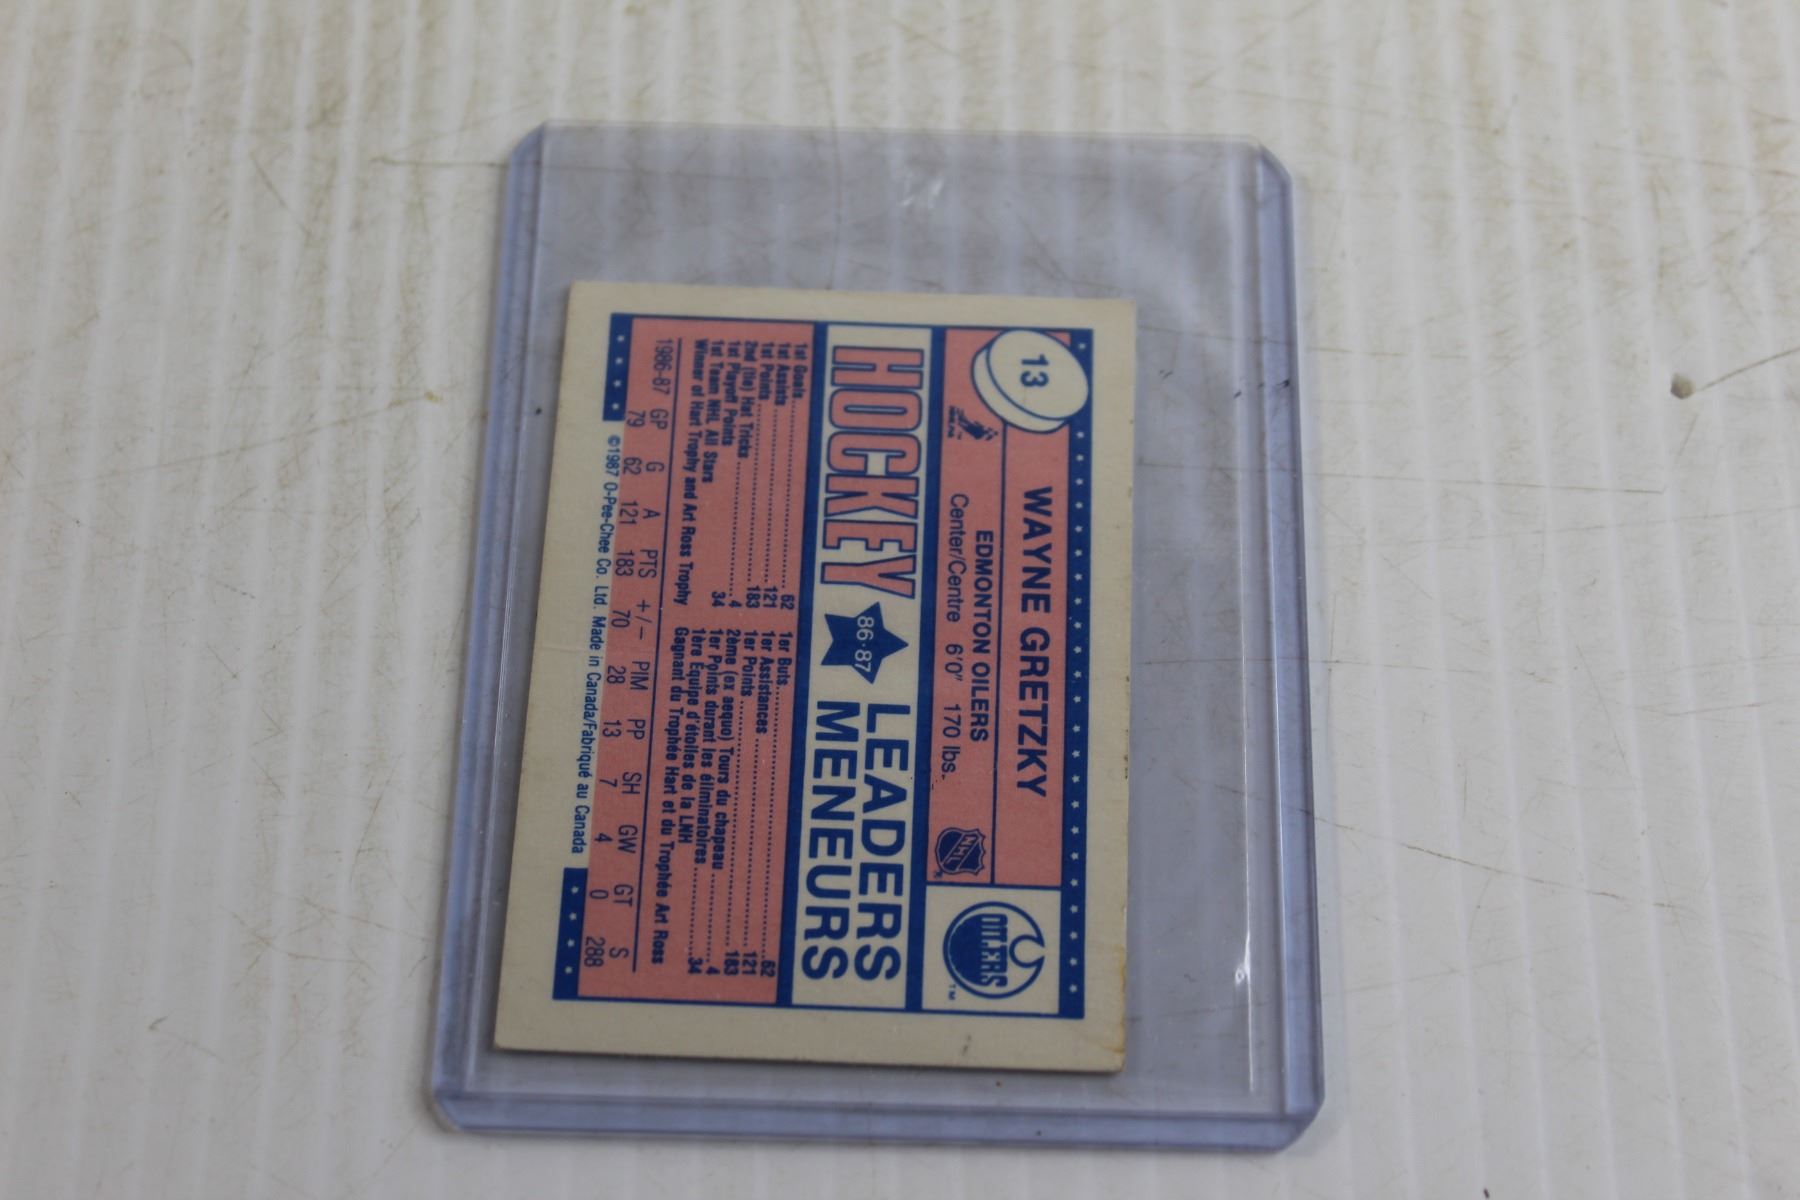 13
WAYNE GRETZKY
EDMONTON OILERS
Center/Centre 6'0" 170 lbs.
NHLPA™
NHL
OILERS ™
HOCKEY 86·87 LEADERS MENEURS
1st Goals 62
1st Assists 121
1st Points 183
2nd (tie) Hat Tricks 4
1st Playoff Points 34
1st Team NHL All Stars
Winner of Hart Trophy and Art Ross Trophy
1er Buts 62
1er Assistances 121
1er Points 183
2ème (ex aequo) Tours du chapeau 4
1er Points durant les éliminatoires 34
1ère Équipe d'étoiles de la LNH
Gagnant du Trophée Hart et du Trophée Art Ross
1986-87 GP G A PTS +/− PIM PP SH GW GT S
79 62 121 183 70 28 13 7 4 0 288
©1987 O-Pee-Chee Co. Ltd. Made in Canada/Fabriqué au Canada